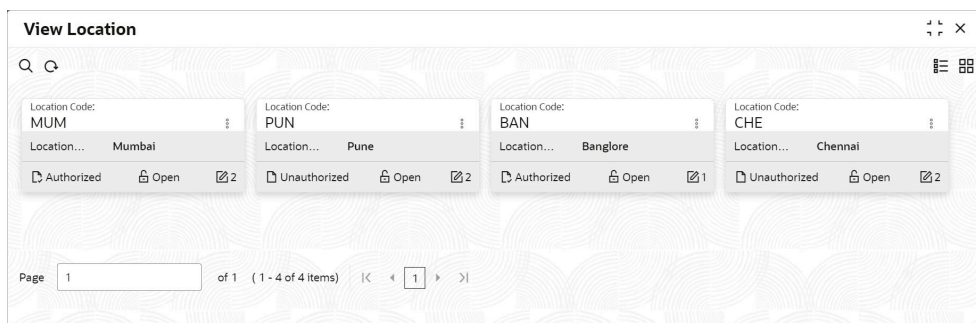 View Location
Location Code: Location Code: Location Code: Location Code:
MUM PUN BAN CHE
Location... Mumbai Location... Pune Location... Banglore Location... Chennai
Authorized Open 2 Unauthorized Open 2 Authorized Open 1 Unauthorized Open 2
Page 1 of 1 ( 1 - 4 of 4 items) 1